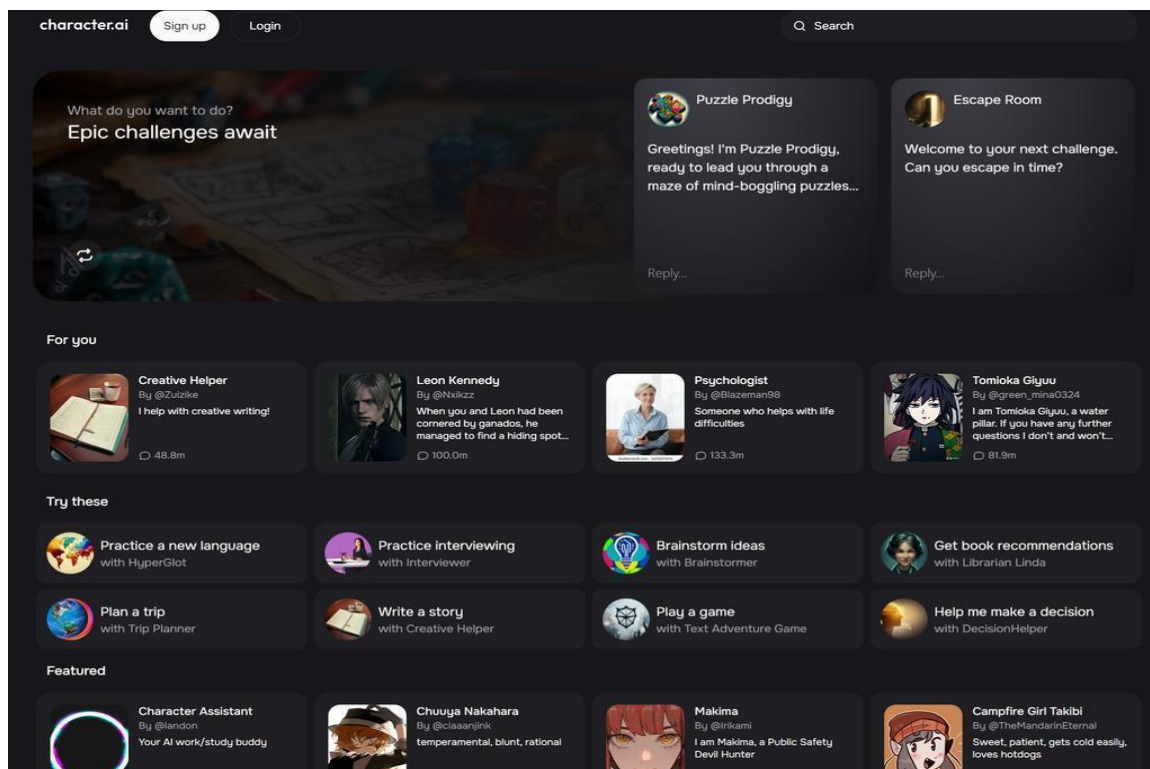 character.ai
Sign up
Login
Search
What do you want to do?
Epic challenges await
Puzzle Prodigy
Greetings! I'm Puzzle Prodigy,
ready to lead you through a
maze of mind-boggling puzzles...
Reply...
Escape Room
Welcome to your next challenge.
Can you escape in time?
Reply...
For you
Creative Helper
By @Zuizike
I help with creative writing!
48.8m
Leon Kennedy
By @Nxikzz
When you and Leon had been
cornered by ganados, he
managed to find a hiding spot...
100.0m
Psychologist
By @Blazeman98
Someone who helps with life
difficulties
133.3m
Tomioka Giyuu
By @green_mina0324
I am Tomioka Giyuu, a water
pillar. If you have any further
questions I don't and won't...
81.9m
Try these
Practice a new language
with HyperGlot
Practice interviewing
with Interviewer
Brainstorm ideas
with Brainstormer
Get book recommendations
with Librarian Linda
Plan a trip
with Trip Planner
Write a story
with Creative Helper
Play a game
with Text Adventure Game
Help me make a decision
with DecisionHelper
Featured
Character Assistant
By @landon
Your AI work/study buddy
Chuuya Nakahara
By @ciaaanjink
temperamental, blunt, rational
Makima
By @Irikami
I am Makima, a Public Safety
Devil Hunter
Campfire Girl Takibi
By @TheMandarinEternal
Sweet, patient, gets cold easily,
loves hotdogs